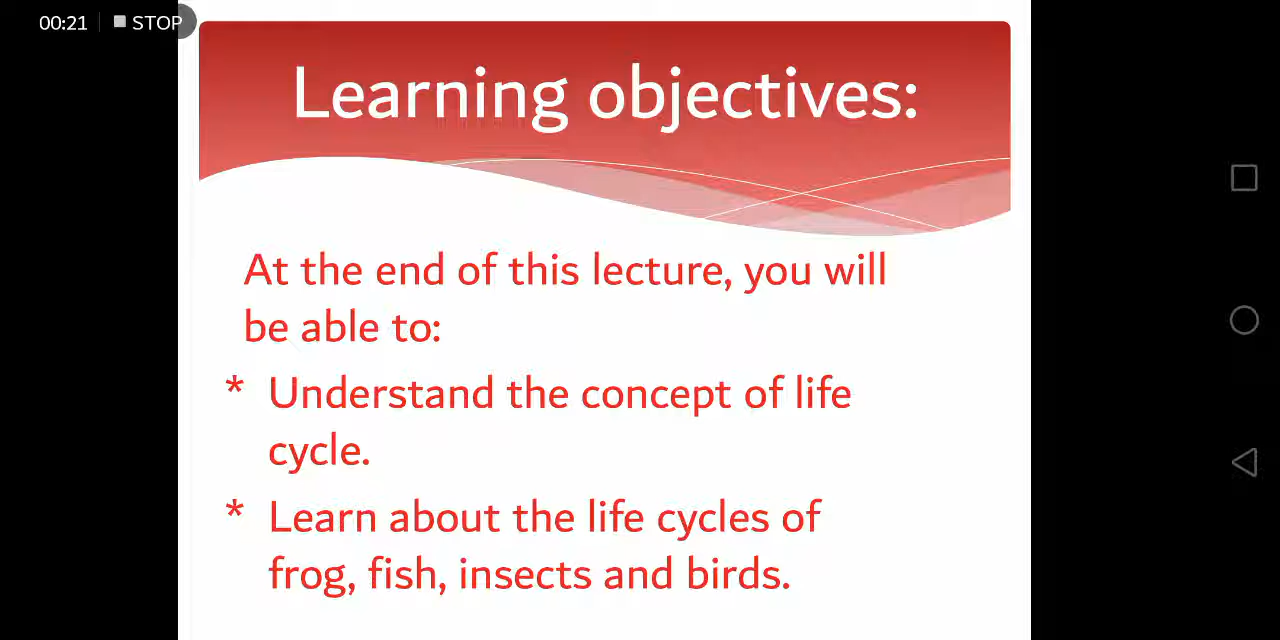 00:21 STOP
Learning objectives:
At the end of this lecture, you will
be able to:
* Understand the concept of life
cycle.
* Learn about the life cycles of
frog, fish, insects and birds.